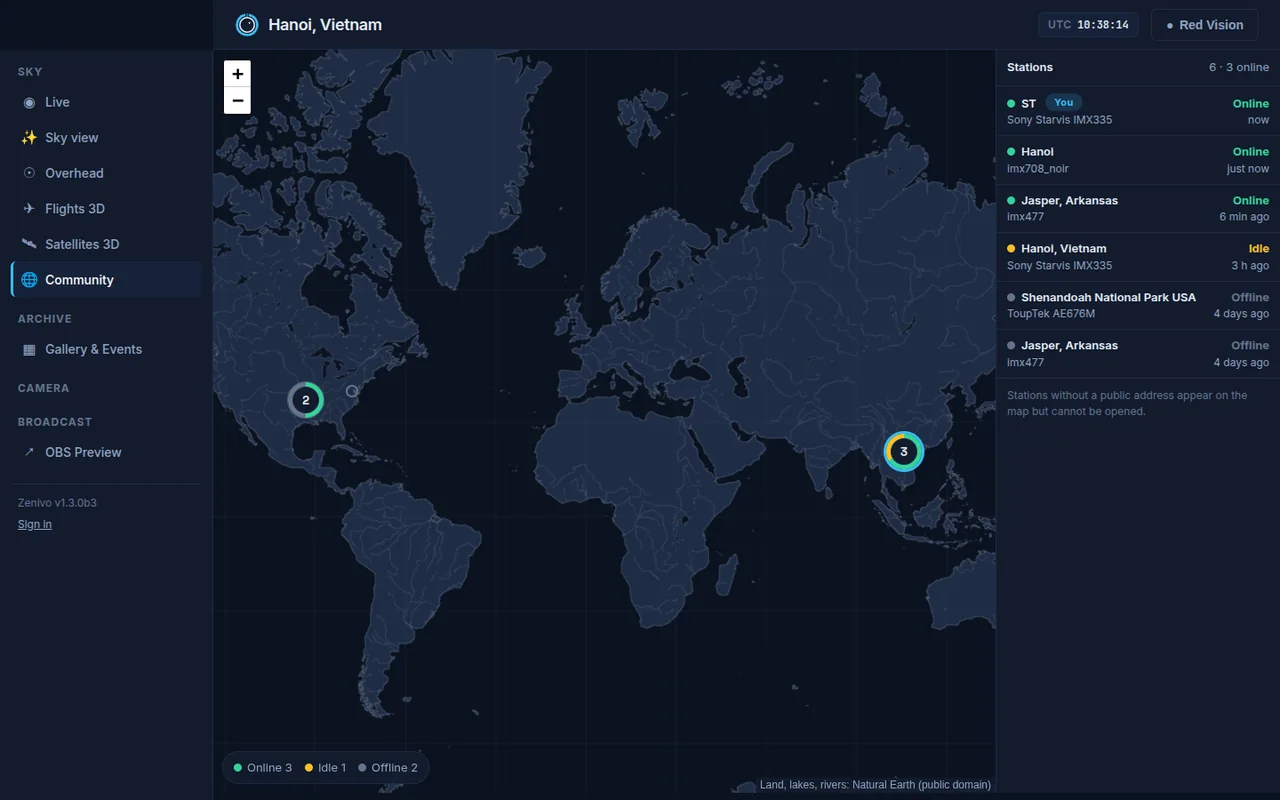 Hanoi, Vietnam
UTC 10:38:14
● Red Vision
SKY
Live
Sky view
Overhead
Flights 3D
Satellites 3D
Community
ARCHIVE
Gallery & Events
CAMERA
BROADCAST
OBS Preview
Zenivo v1.3.0b3
Sign in
+
−
2
3
Online 3
Idle 1
Offline 2
Land, lakes, rivers: Natural Earth (public domain)
Stations
6 · 3 online
ST You Online
Sony Starvis IMX335 now
Hanoi Online
imx708_noir just now
Jasper, Arkansas Online
imx477 6 min ago
Hanoi, Vietnam Idle
Sony Starvis IMX335 3 h ago
Shenandoah National Park USA Offline
ToupTek AE676M 4 days ago
Jasper, Arkansas Offline
imx477 4 days ago
Stations without a public address appear on the
map but cannot be opened.